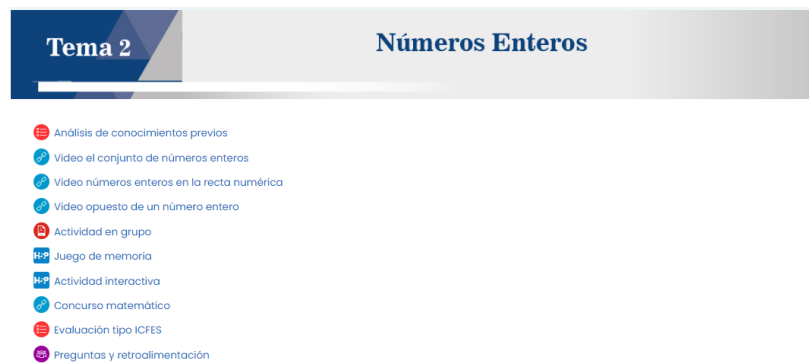 Tema 2
Números Enteros
Análisis de conocimientos previos
Video el conjunto de números enteros
Video números enteros en la recta numérica
Video opuesto de un número entero
Actividad en grupo
H-P Juego de memoria
H-P Actividad interactiva
Concurso matemático
Evaluación tipo ICFES
Preguntas y retroalimentación